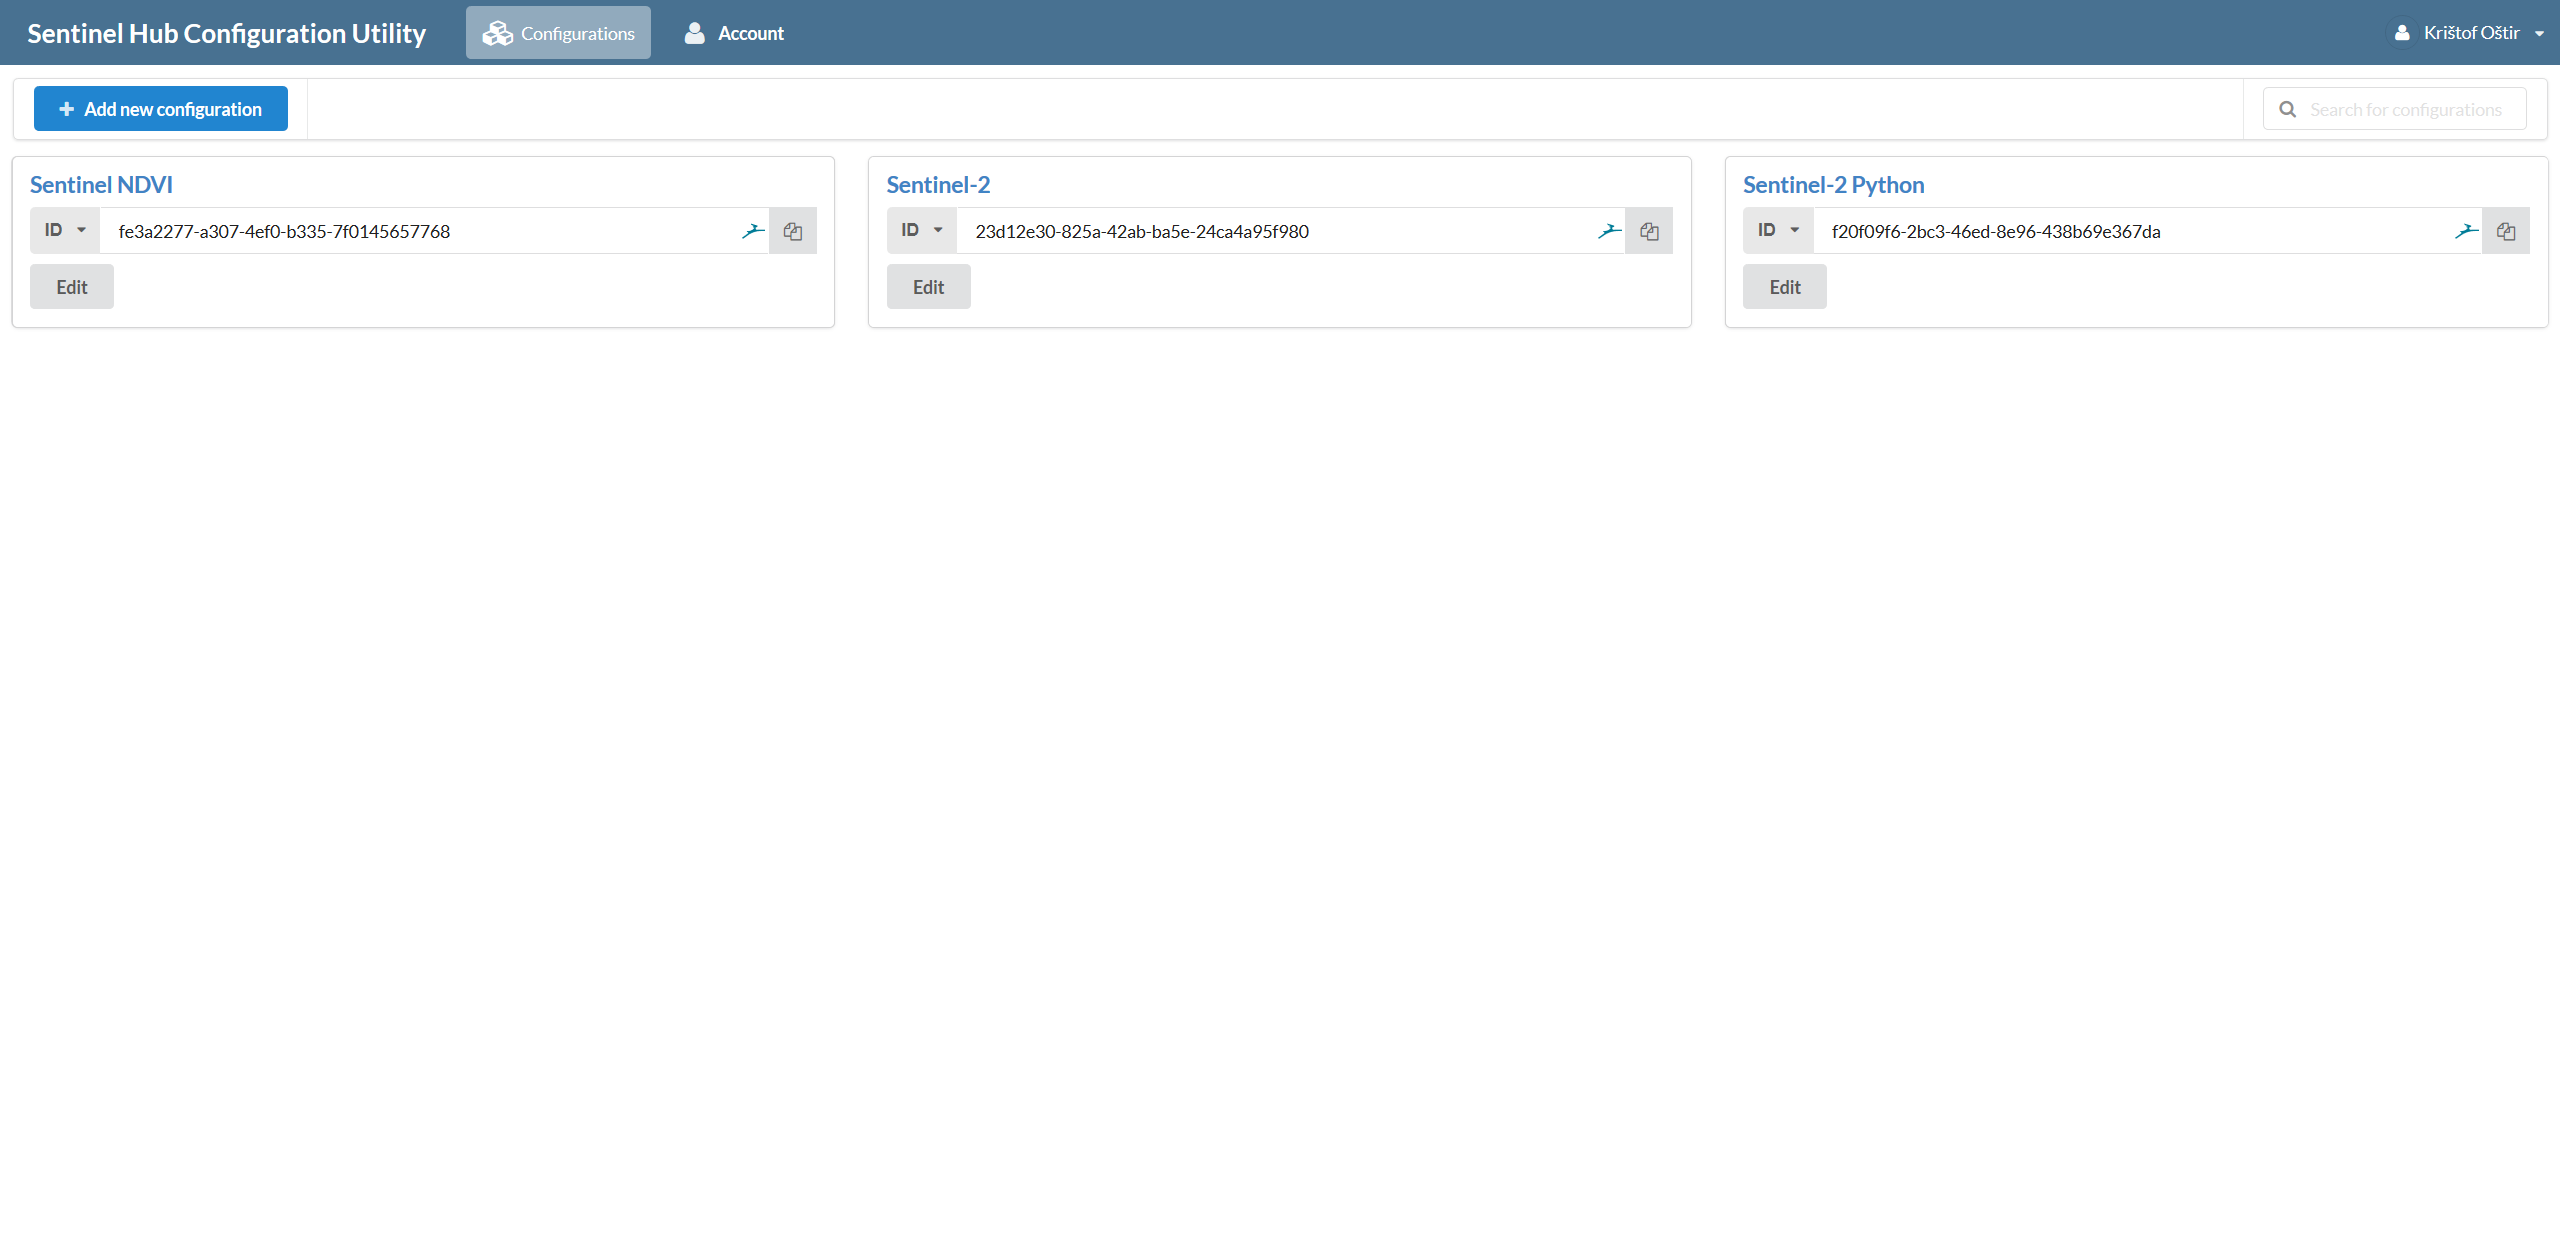 Sentinel Hub Configuration Utility
Configurations
Account
Krištof Oštir
Add new configuration
Search for configurations
Sentinel NDVI
ID fe3a2277-a307-4ef0-b335-7f0145657768
Edit
Sentinel-2
ID 23d12e30-825a-42ab-ba5e-24ca4a95f980
Edit
Sentinel-2 Python
ID f20f09f6-2bc3-46ed-8e96-438b69e367da
Edit